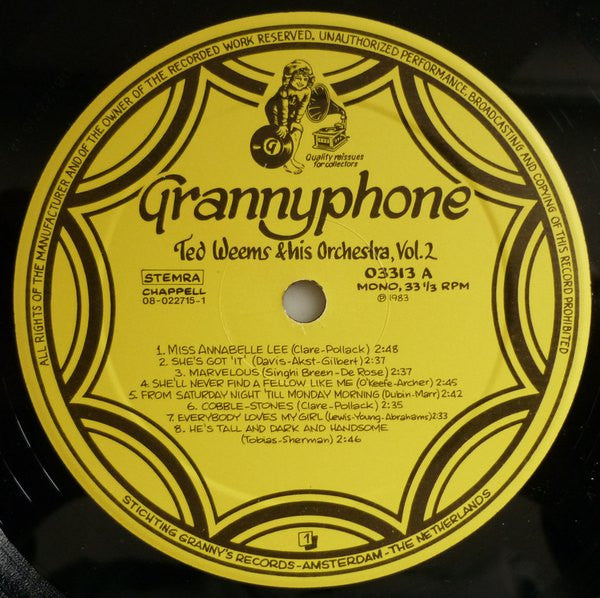 ALL RIGHTS OF THE MANUFACTURER AND OF THE OWNER OF THE RECORDED WORK RESERVED. UNAUTHORIZED PERFORMANCE, BROADCASTING AND COPYING OF THIS RECORD PROHIBITED
Quality reissues
for collectors
Grannyphone
Ted Weems & his Orchestra, Vol. 2
STEMRA
CHAPPELL
08-022715-1
03313 A
MONO, 33 1/3 RPM
℗ 1983
1. MISS ANNABELLE LEE (Clare-Pollack) 2:48
2. SHE'S GOT 'IT' (Davis-Akst-Gilbert) 2:37
3. MARVELOUS (Singhi Breen-De Rose) 2:37
4. SHE'LL NEVER FIND A FELLOW LIKE ME (O'Keefe-Archer) 2:45
5. FROM SATURDAY NIGHT 'TILL MONDAY MORNING (Dubin-Marr) 2:42
6. COBBLE-STONES (Clare-Pollack) 2:35
7. EVERYBODY LOVES MY GIRL (Lewis-Young-Abrahams) 2:33
8. HE'S TALL AND DARK AND HANDSOME
(Tobias-Sherman) 2:46
1
STICHTING GRANNY'S RECORDS-AMSTERDAM-THE NETHERLANDS